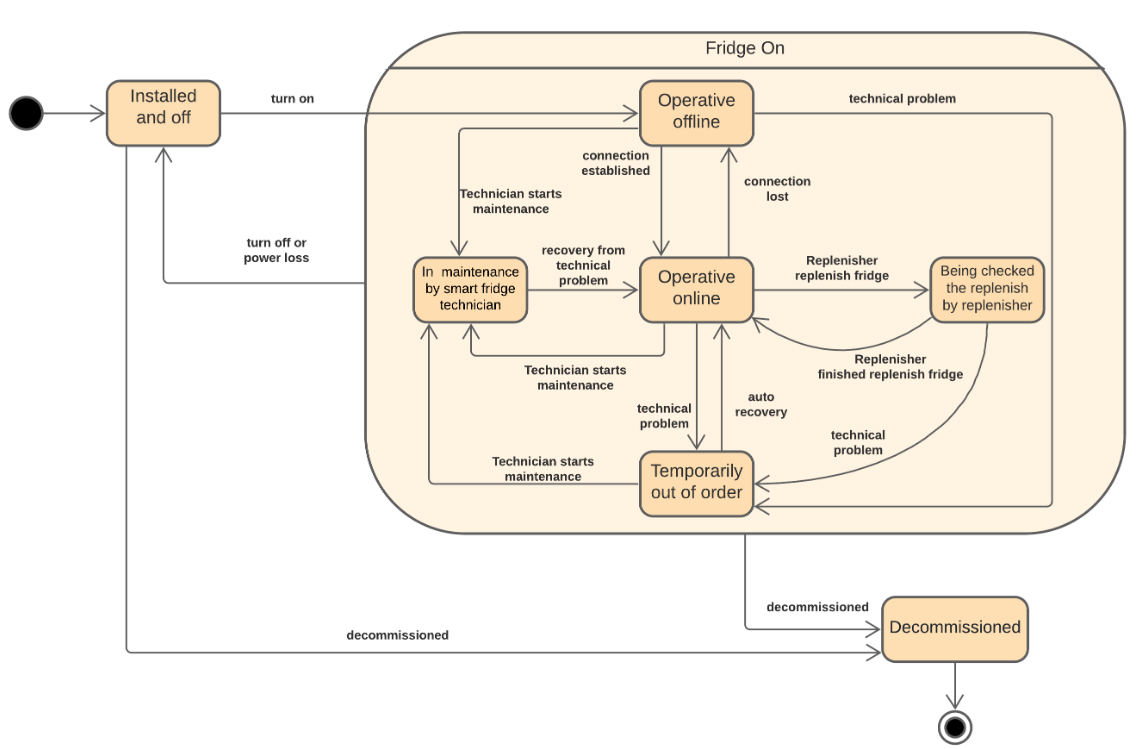 Fridge On
Installed
and off
turn on
Operative
offline
technical problem
connection
established
connection
lost
Technician starts
maintenance
turn off or
power loss
In maintenance
by smart fridge
technician
recovery from
technical
problem
Operative
online
Replenisher
replenish fridge
Being checked
the replenish
by replenisher
Technician starts
maintenance
Replenisher
finished replenish fridge
technical
problem
auto
recovery
technical
problem
Technician starts
maintenance
Temporarily
out of order
decommissioned
decommissioned
Decommissioned